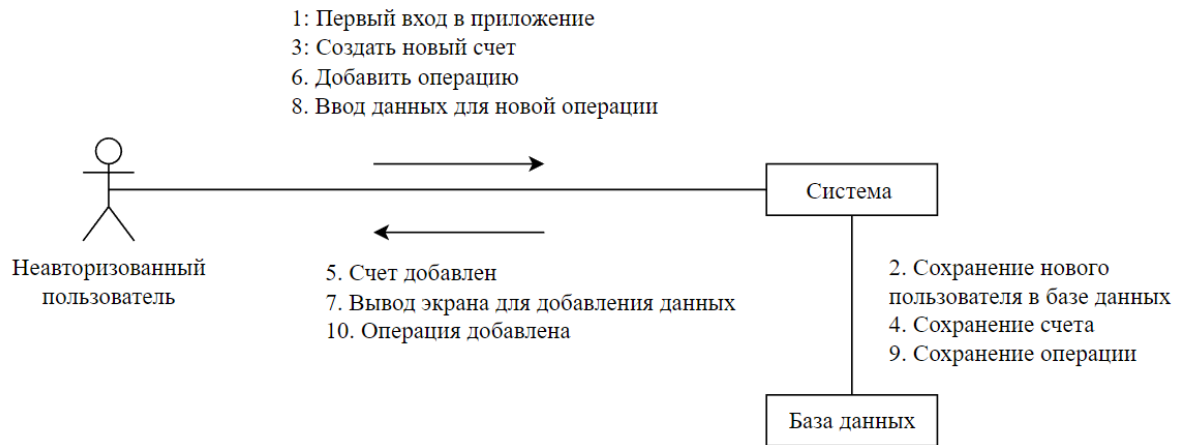 1: Первый вход в приложение
3: Создать новый счет
6. Добавить операцию
8. Ввод данных для новой операции
Система
Неавторизованный
пользователь
5. Счет добавлен
7. Вывод экрана для добавления данных
10. Операция добавлена
2. Сохранение нового
пользователя в базе данных
4. Сохранение счета
9. Сохранение операции
База данных